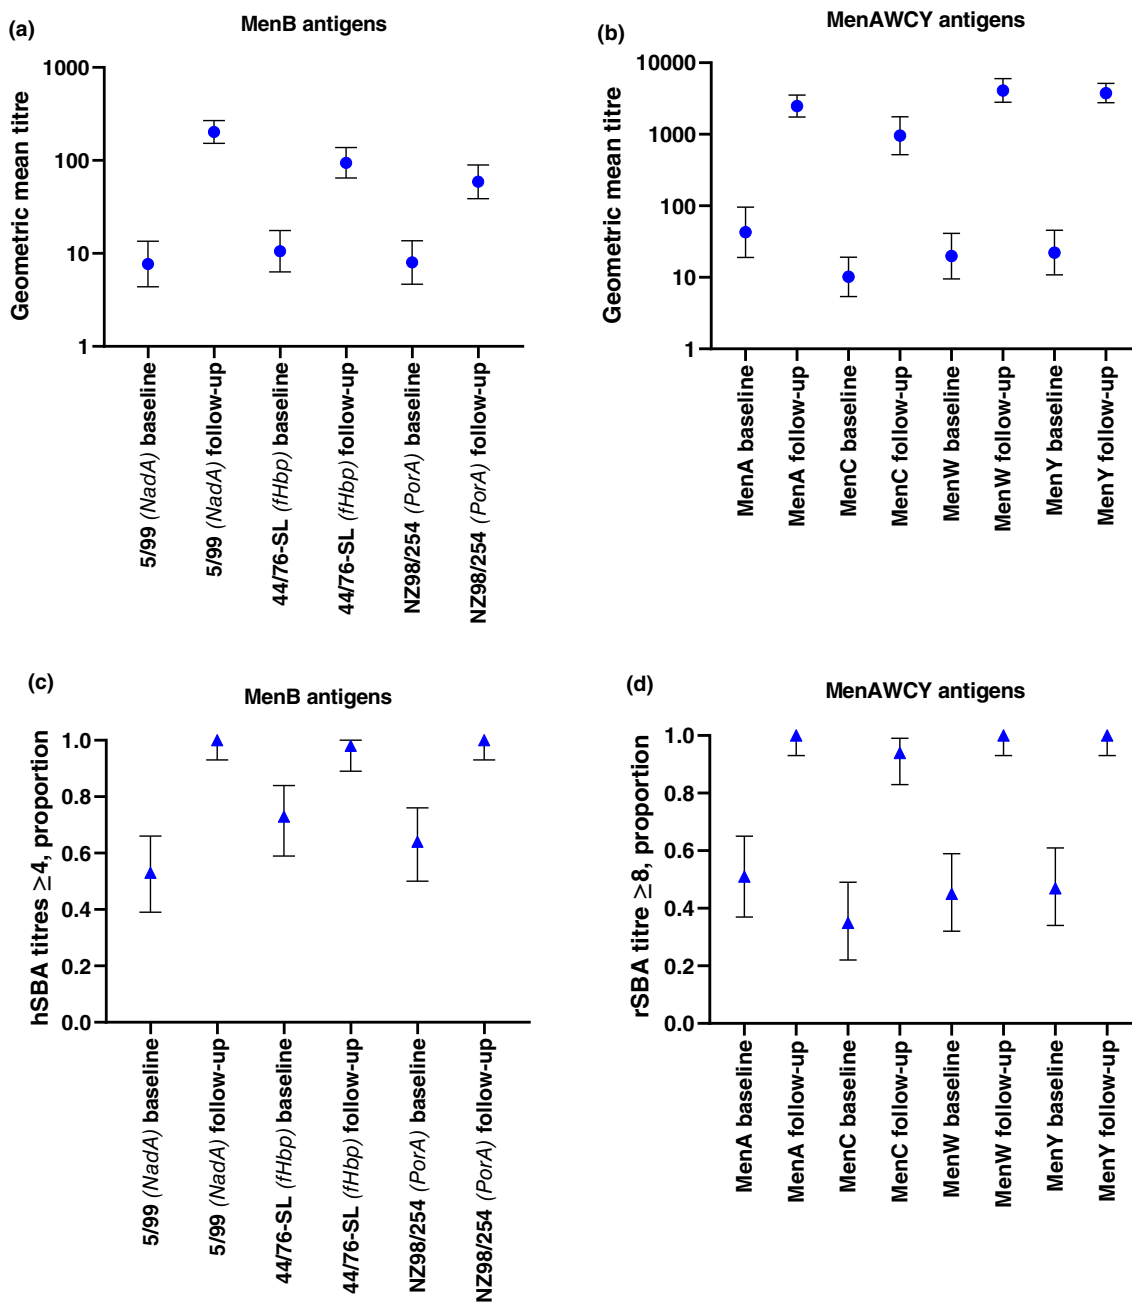 (a)
MenB antigens
Geometric mean titre
1000
100
10
1
5/99 (NadA) baseline
5/99 (NadA) follow-up
44/76-SL (fHbp) baseline
44/76-SL (fHbp) follow-up
NZ98/254 (PorA) baseline
NZ98/254 (PorA) follow-up
(b)
MenAWCY antigens
Geometric mean titre
10000
1000
100
10
1
MenA baseline
MenA follow-up
MenC baseline
MenC follow-up
MenW baseline
MenW follow-up
MenY baseline
MenY follow-up
(c)
MenB antigens
hSBA titres ≥4, proportion
1.0
0.8
0.6
0.4
0.2
0.0
5/99 (NadA) baseline
5/99 (NadA) follow-up
44/76-SL (fHbp) baseline
44/76-SL (fHbp) follow-up
NZ98/254 (PorA) baseline
NZ98/254 (PorA) follow-up
(d)
MenAWCY antigens
rSBA titre ≥8, proportion
1.0
0.8
0.6
0.4
0.2
0.0
MenA baseline
MenA follow-up
MenC baseline
MenC follow-up
MenW baseline
MenW follow-up
MenY baseline
MenY follow-up